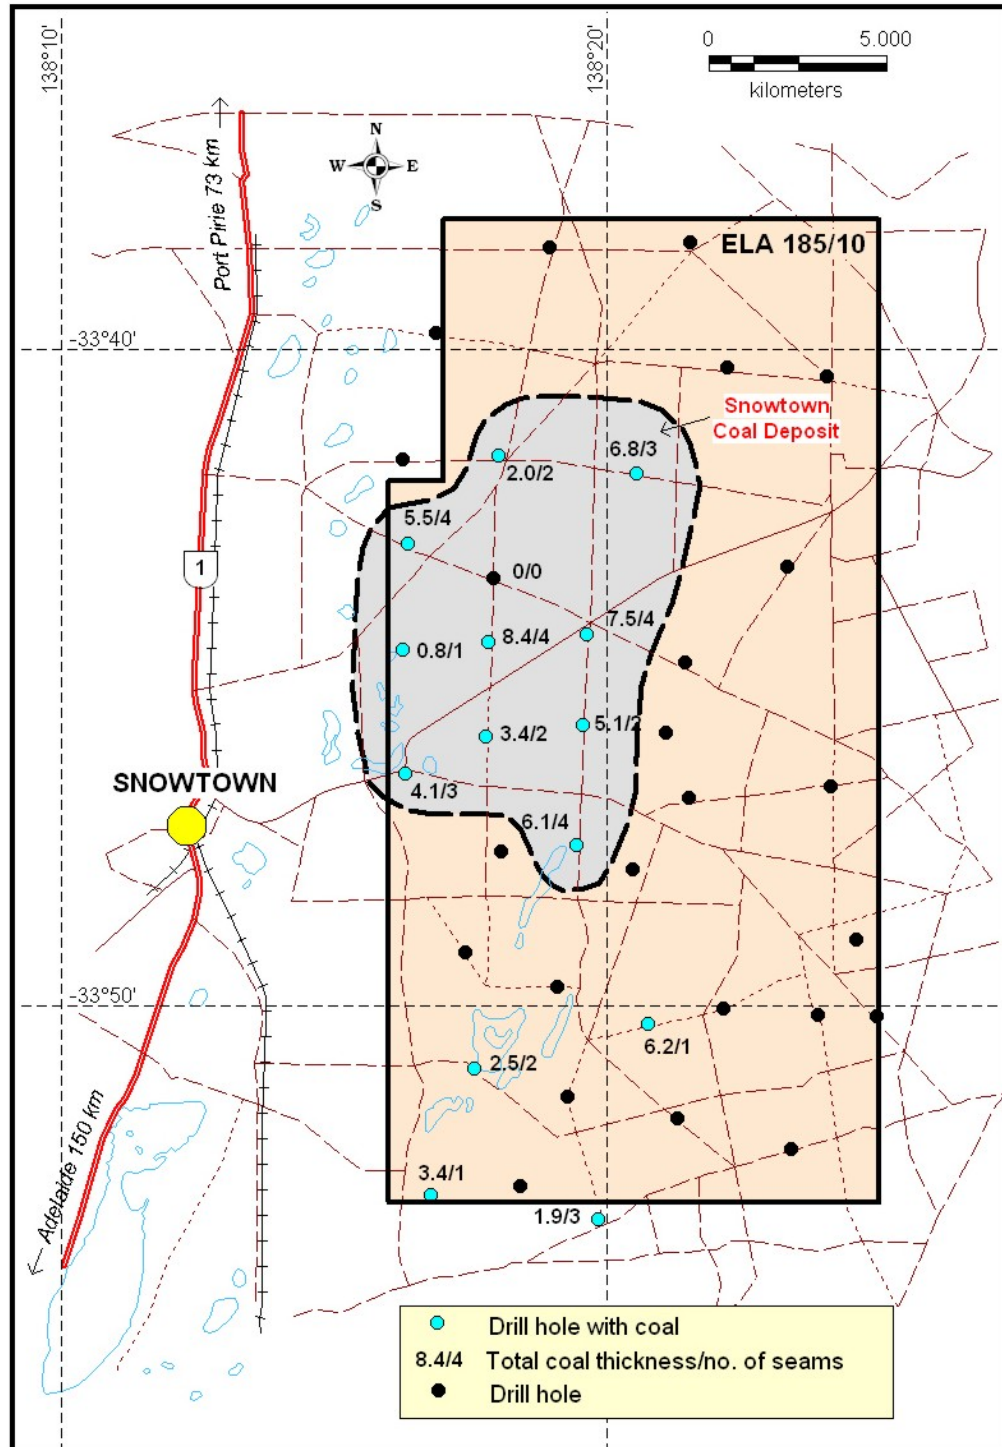 138°10'
138°20'
0 5.000
kilometers
N
W E
S
Port Pirie 73 km
ELA 185/10
-33°40'
Snowtown
Coal Deposit
6.8/3
2.0/2
5.5/4
0/0
1
7.5/4
8.4/4
0.8/1
5.1/2
3.4/2
SNOWTOWN
4.1/3
6.1/4
-33°50'
6.2/1
2.5/2
Adelaide 150 km
3.4/1
1.9/3
Drill hole with coal
8.4/4 Total coal thickness/no. of seams
Drill hole